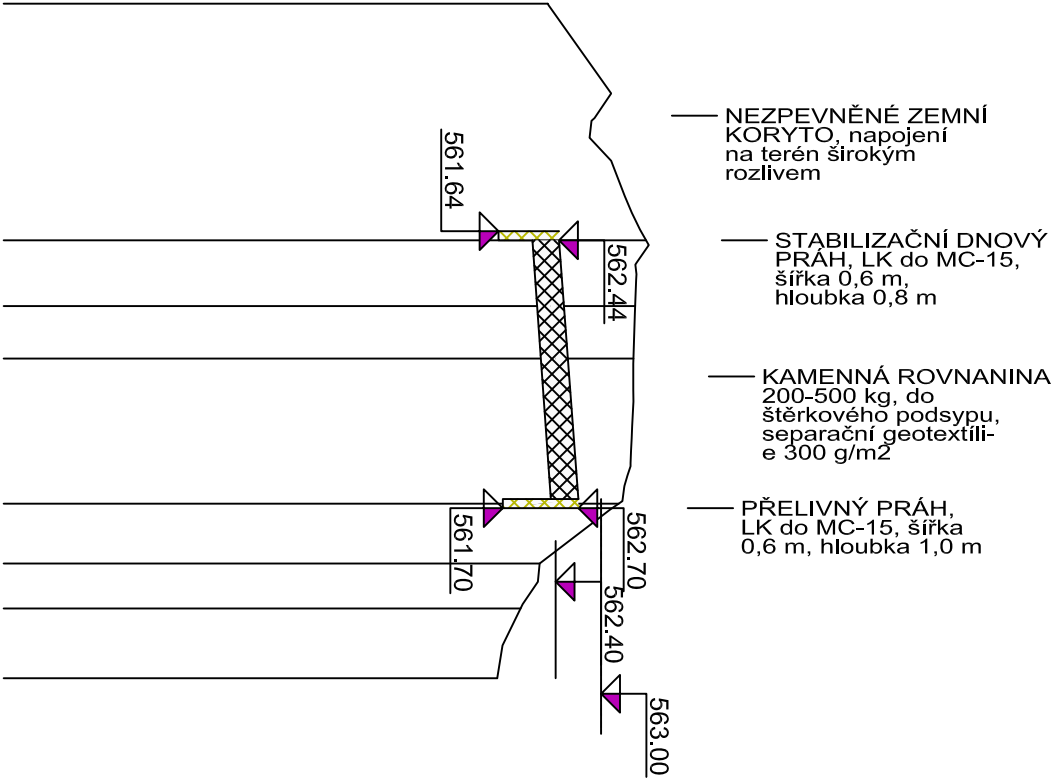 NEZPEVNĚNÉ ZEMNÍ
KORYTO, napojení
na terén širokým
rozlivem
561.64
STABILIZAČNÍ DNOVÝ
PRÁH, LK do MC-15,
šířka 0,6 m,
hloubka 0,8 m
562.44
KAMENNÁ ROVNANINA
200-500 kg, do
štěrkového podsypu,
separační geotextíli-
e 300 g/m2
PŘELIVNÝ PRÁH,
LK do MC-15, šířka
0,6 m, hloubka 1,0 m
561.70
562.70
562.40
563.00